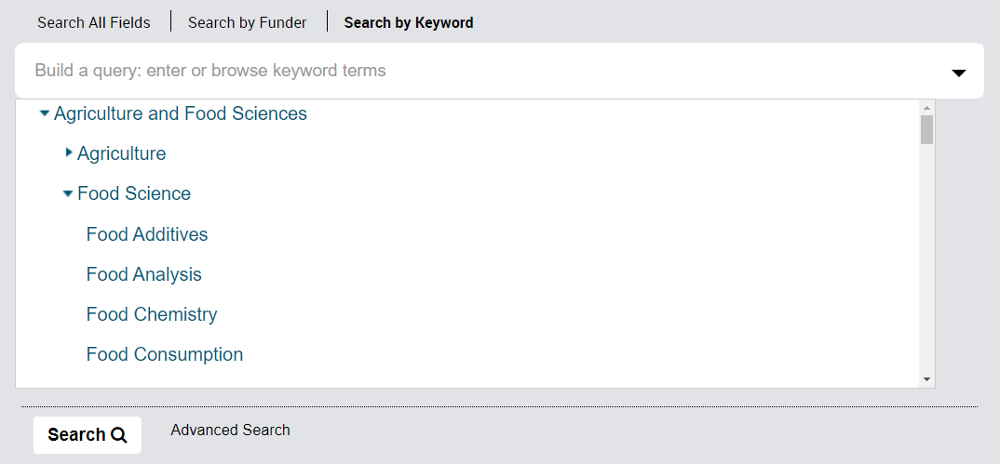 Search All Fields Search by Funder Search by Keyword
Build a query: enter or browse keyword terms
Agriculture and Food Sciences
Agriculture
Food Science
Food Additives
Food Analysis
Food Chemistry
Food Consumption
Search Advanced Search